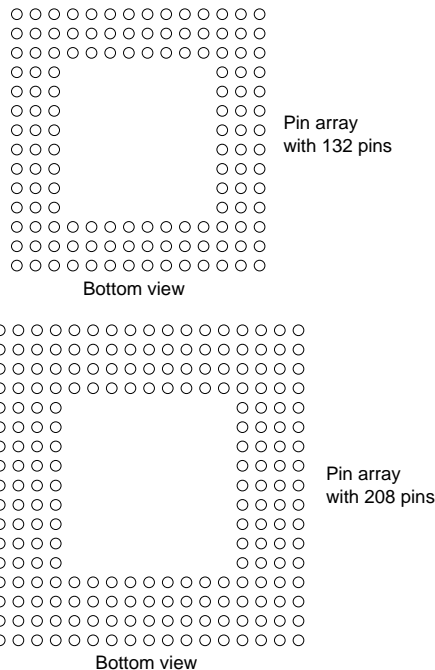 Pin array
with 132 pins
Bottom view
Pin array
with 208 pins
Bottom view